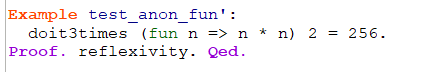 Example test_anon_fun':
  doit3times (fun n => n * n) 2 = 256.
Proof. reflexivity. Qed.